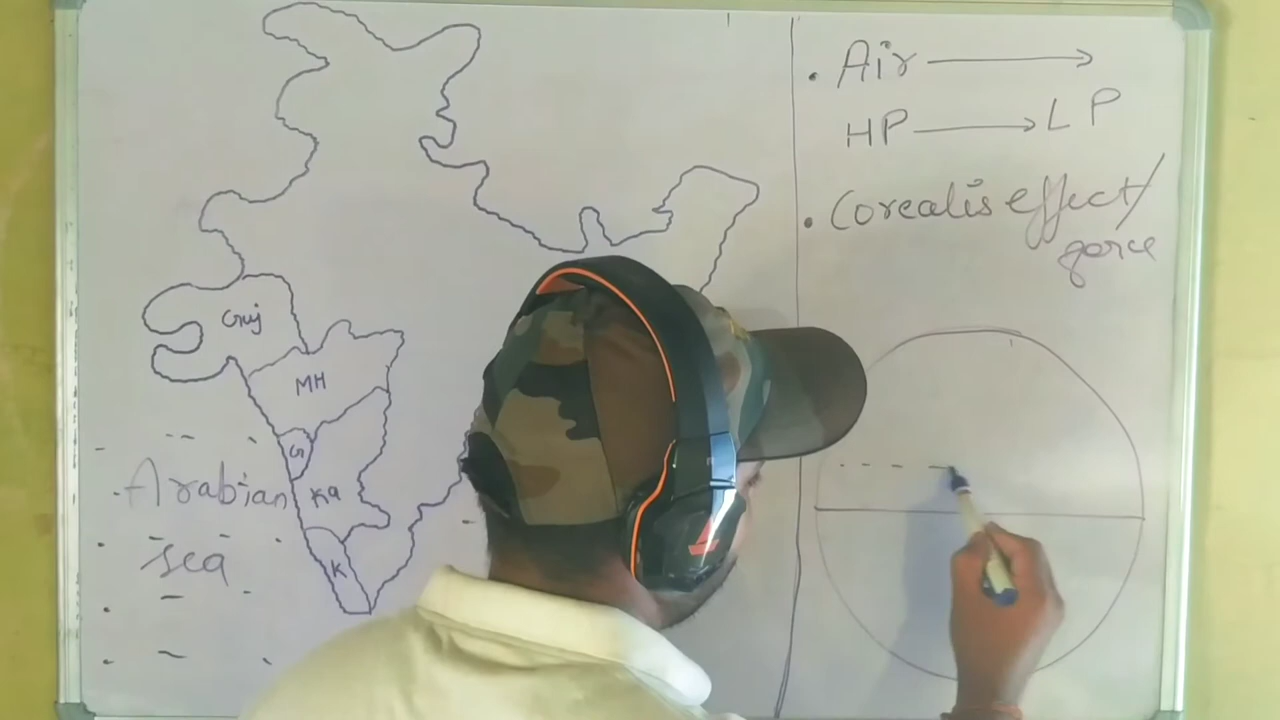 Guj
MH
G
Ka
K
Arabian
sea
• Air →
HP → LP
• Corealis effect/
force